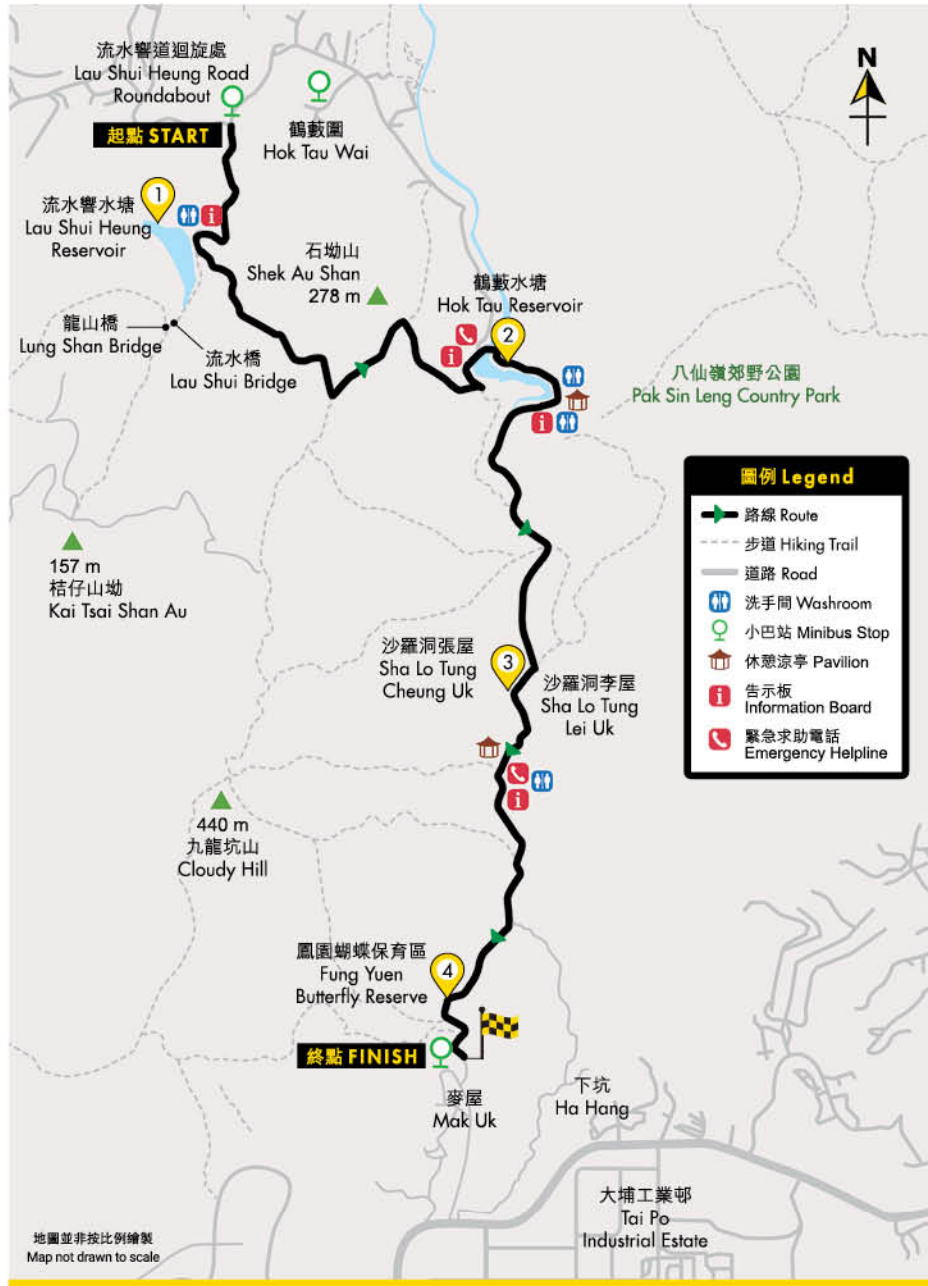 流水響道迴旋處
Lau Shui Heung Road
Roundabout
起點 START
鶴藪圍
Hok Tau Wai
N
1
流水響水塘
Lau Shui Heung
Reservoir
石坳山
Shek Au Shan
278 m
鶴藪水塘
Hok Tau Reservoir
2
龍山橋
Lung Shan Bridge
流水橋
Lau Shui Bridge
八仙嶺郊野公園
Pak Sin Leng Country Park
圖例 Legend
路線 Route
步道 Hiking Trail
道路 Road
洗手間 Washroom
小巴站 Minibus Stop
休憩涼亭 Pavilion
告示板
Information Board
緊急求助電話
Emergency Helpline
157 m
桔仔山坳
Kai Tsai Shan Au
沙羅洞張屋
Sha Lo Tung
Cheung Uk
3
沙羅洞李屋
Sha Lo Tung
Lei Uk
440 m
九龍坑山
Cloudy Hill
鳳園蝴蝶保育區
Fung Yuen
Butterfly Reserve
4
終點 FINISH
麥屋
Mak Uk
下坑
Ha Hang
大埔工業邨
Tai Po
Industrial Estate
地圖並非按比例繪製
Map not drawn to scale